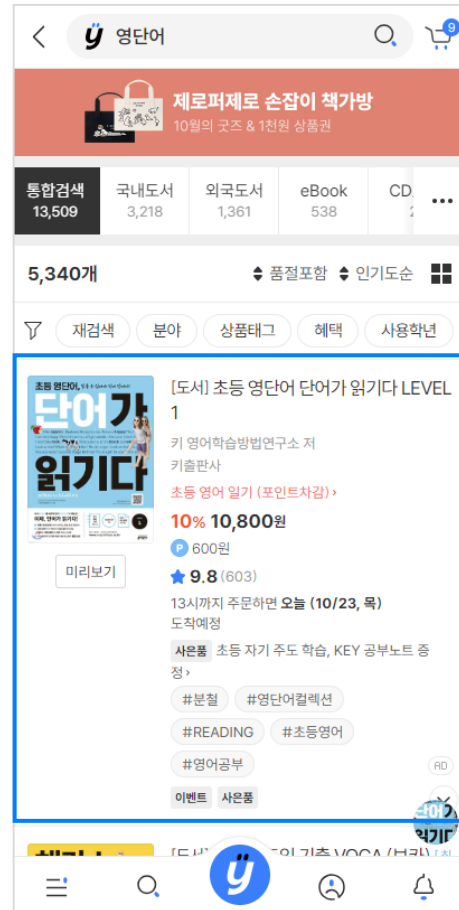 영단어
9
제로퍼제로 손잡이 책가방
10월의 굿즈 & 1천원 상품권
통합검색 국내도서 외국도서 eBook CD
13,509 3,218 1,361 538
5,340개 품절포함 인기도순
재검색 분야 상품태그 혜택 사용학년
초등 영단어,
단어가
읽기다
[도서] 초등 영단어 단어가 읽기다 LEVEL
1
키 영어학습방법연구소 저
키출판사
초등 영어 일기 (포인트차감) ›
10% 10,800원
P 600원
미리보기
9.8 (603)
13시까지 주문하면 오늘 (10/23, 목)
도착예정
사은품 초등 자기 주도 학습, KEY 공부노트 증
정 ›
#분철 #영단어컬렉션
#READING #초등영어
#영어공부
AD
이벤트 사은품
기출 VOCA (보카)